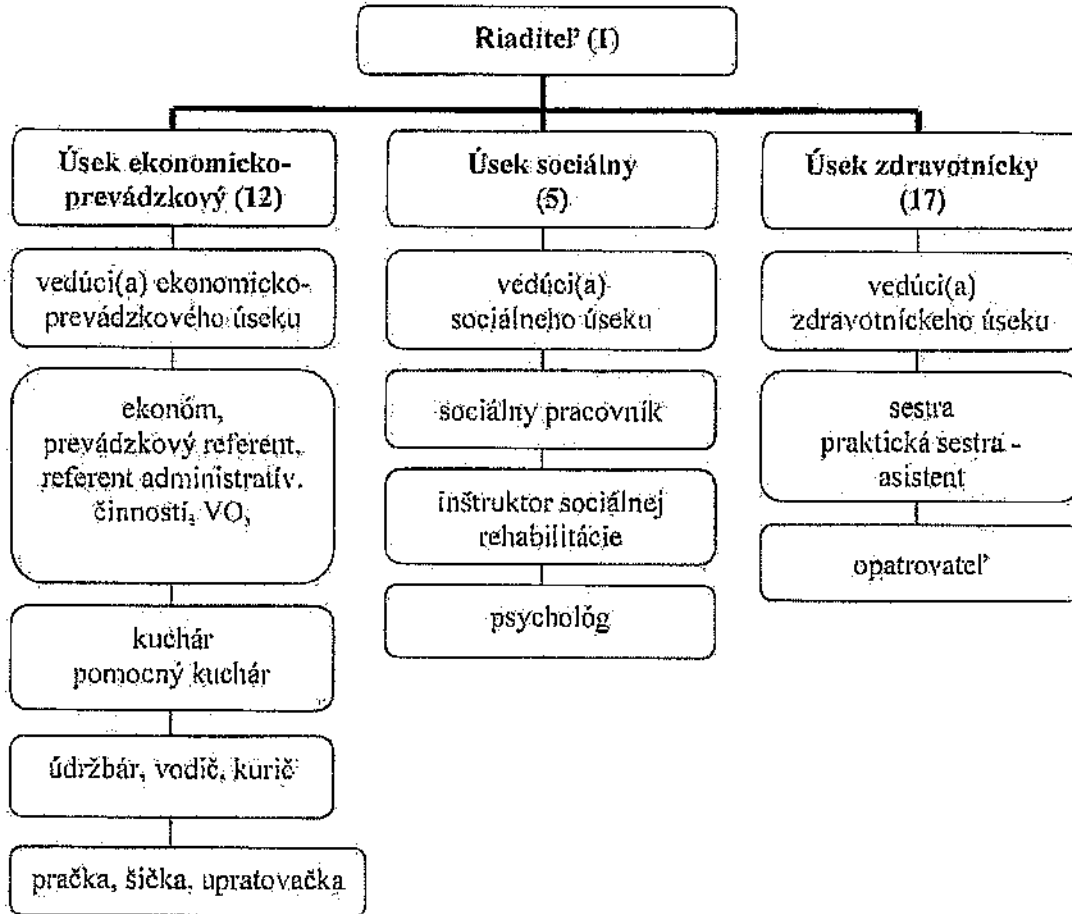 Riaditeľ (1)
Úsek ekonomicko-
prevádzkový (12)
vedúci(a) ekonomicko-
prevádzkového úseku
ekonóm,
prevádzkový referent,
referent administratív.
činností, VO,
kuchár
pomocný kuchár
údržbár, vodič, kurič
pračka, šička, upratovačka
Úsek sociálny
(5)
vedúci(a)
sociálneho úseku
sociálny pracovník
inštruktor sociálnej
rehabilitácie
psychológ
Úsek zdravotnícky
(17)
vedúci(a)
zdravotníckeho úseku
sestra
praktická sestra -
asistent
opatrovateľ